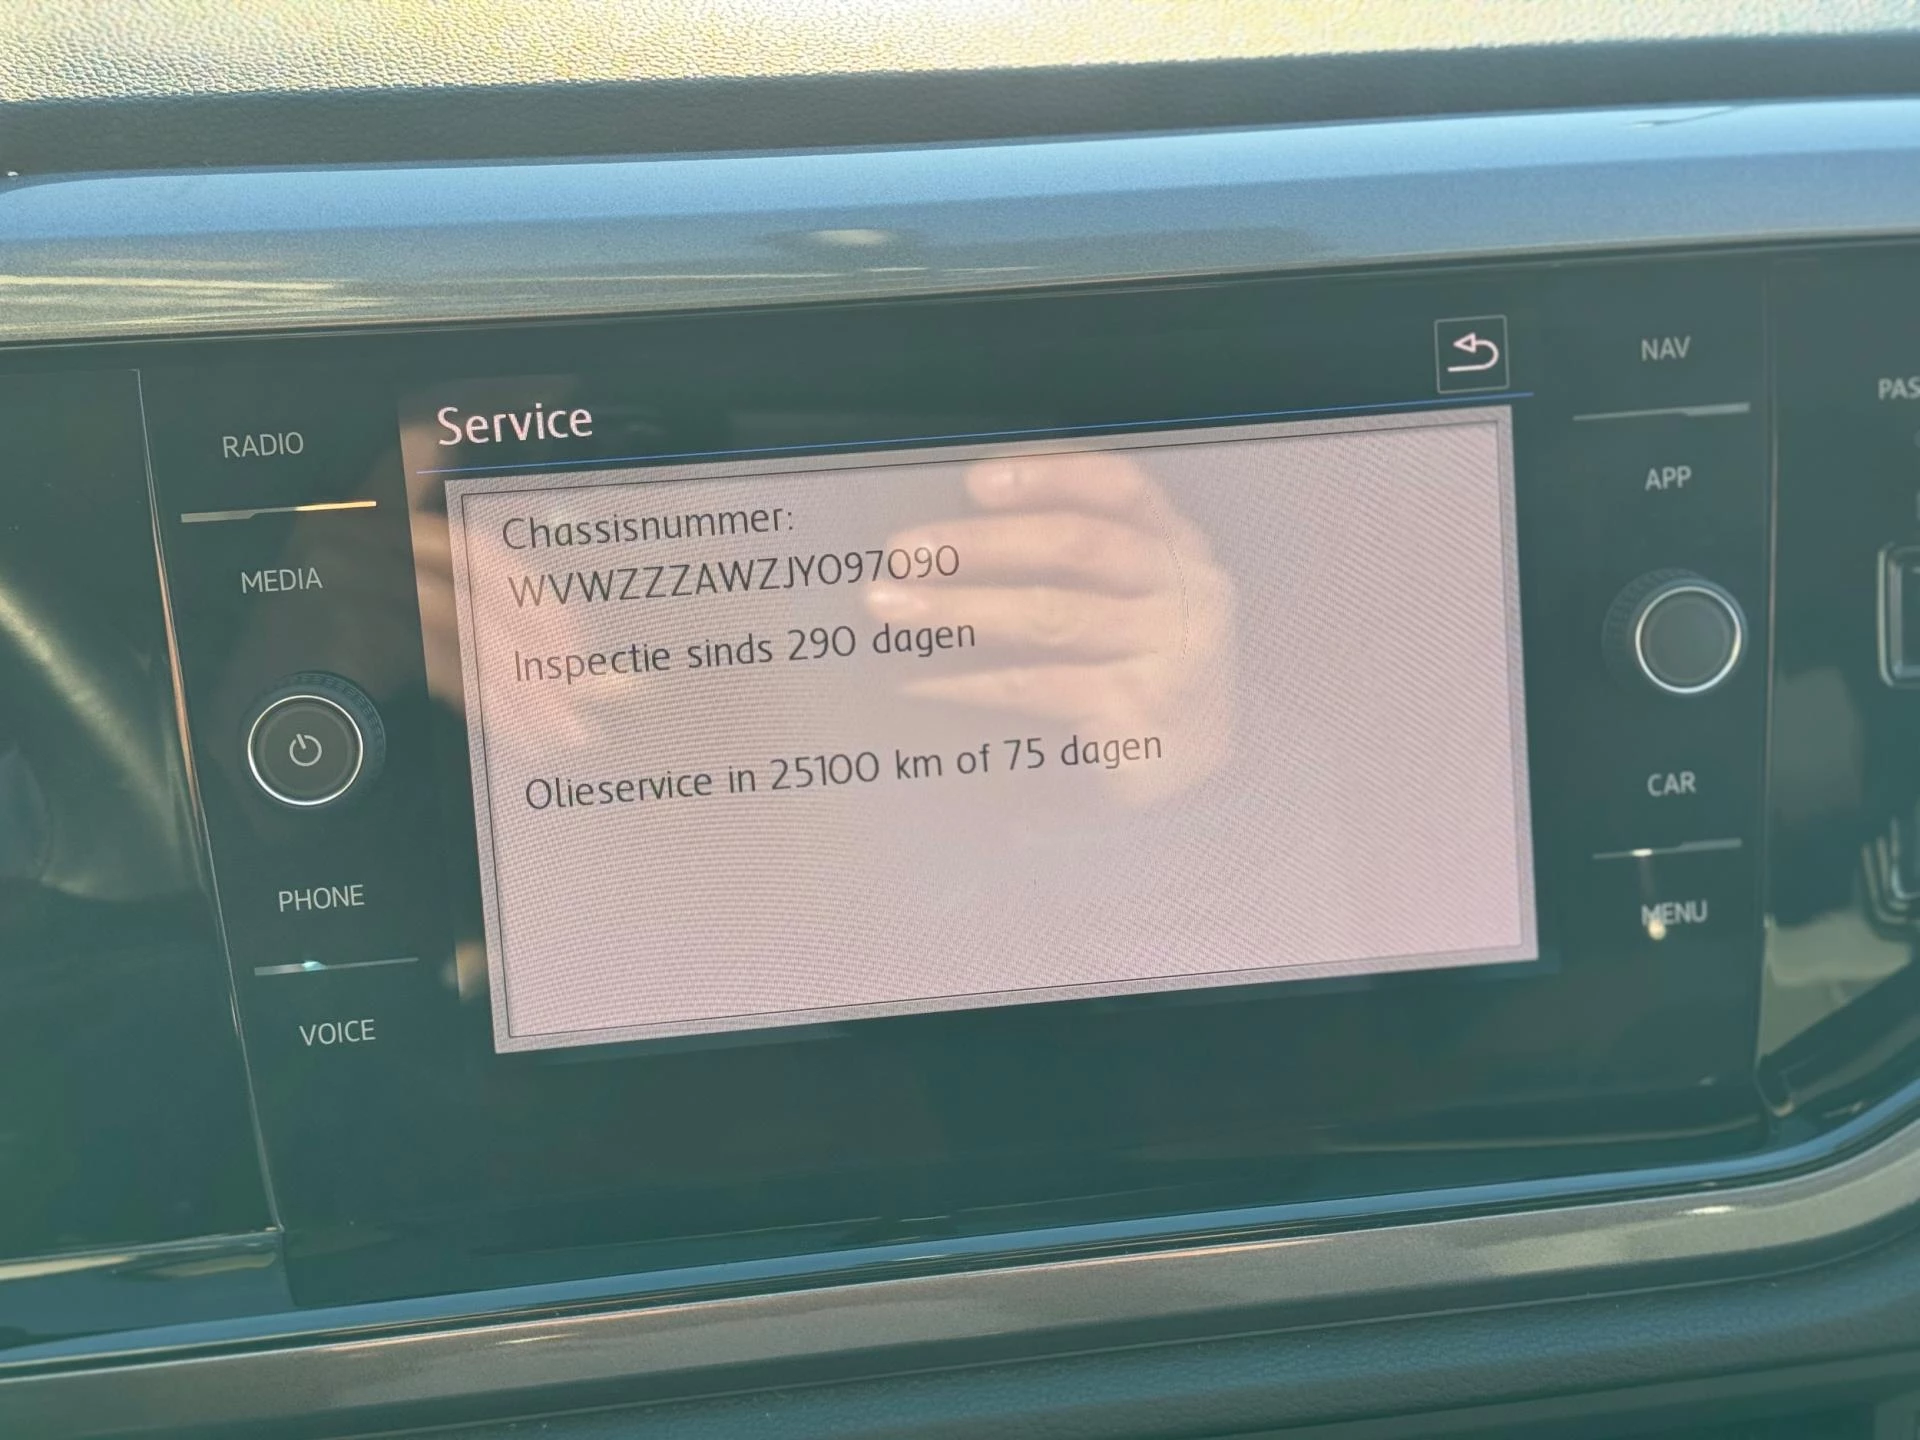 Service
RADIO
MEDIA
PHONE
VOICE
Chassisnummer:
WVWZZZAWZJY097090
Inspectie sinds 290 dagen
Olieservice in 25100 km of 75 dagen
NAV
APP
CAR
MENU
PAS